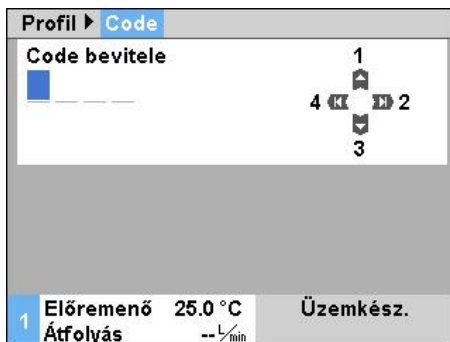 Profil ▶ Code
Code bevitele
1
4 2
3
1 Előremenő 25.0 °C Üzemkész.
Átfolyás -- L/min